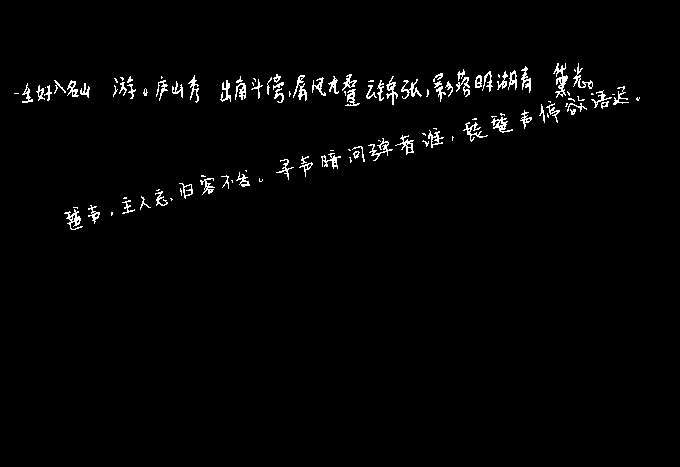 一生好入名山游。庐山秀出南斗傍,屏风九叠云锦张,影落明湖青黛光。
琶声,主人忘归客不发。寻声暗问弹者谁,琵琶声停欲语迟。